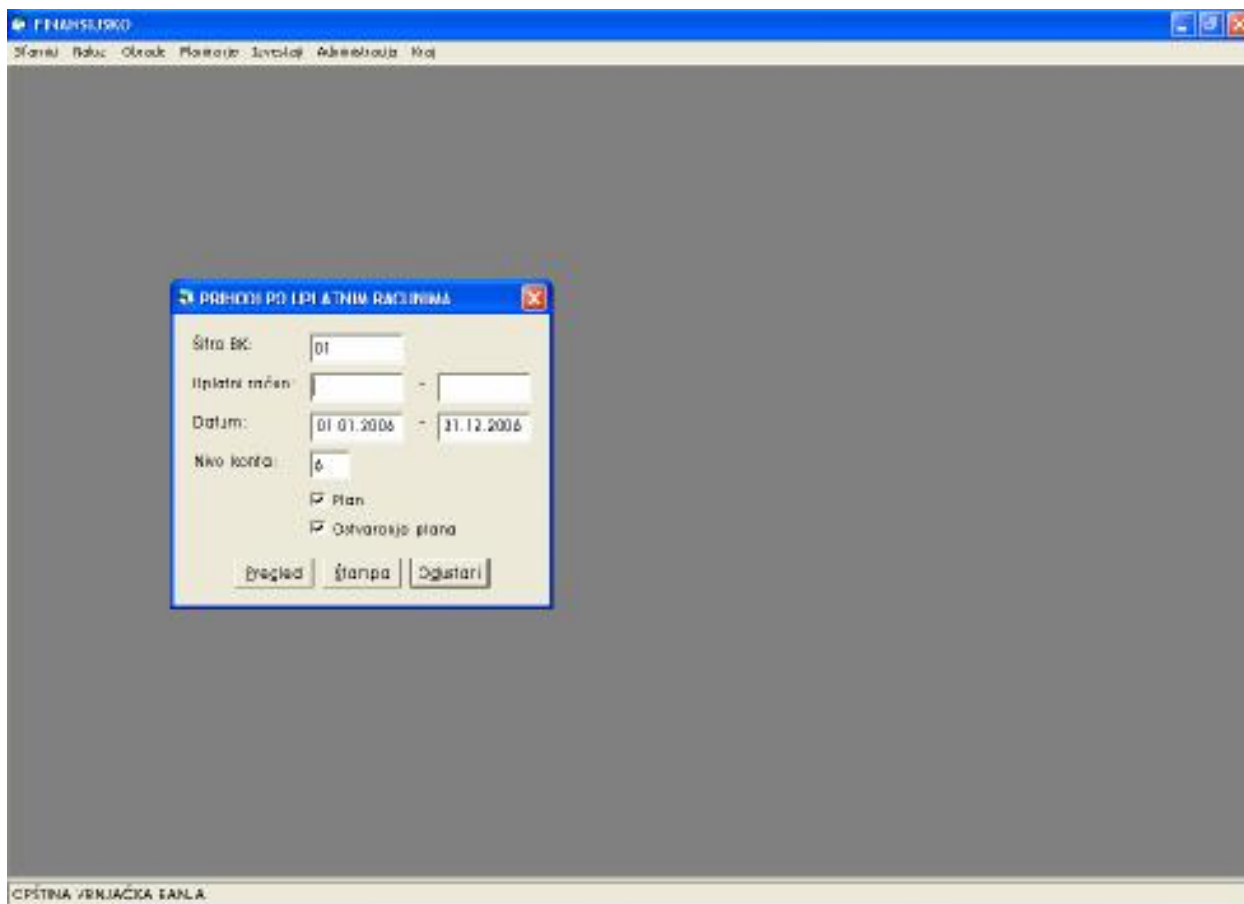 FINANSIJSKO
Šifarnici Nalog Obrade Planiranje Izveštaji Administracija Kraj
PRIHODI PO UPLATNIM RAČUNIMA
Šifra BK: 01
Uplatni račun: -
Datum: 01.01.2006 - 31.12.2006
Nivo konta: 6
Plan
Ostvarenje plana
Pregled Štampa Odustani
OPŠTINA VRNJAČKA BANJA